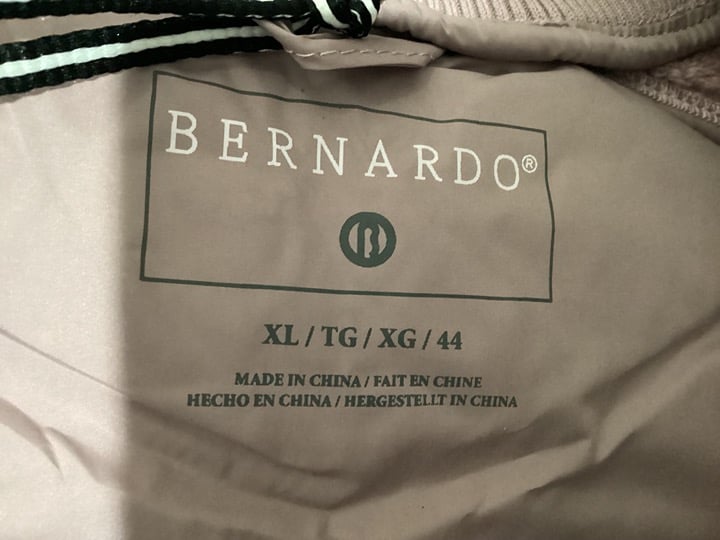 BERNARDO®
B
XL / TG / XG / 44
MADE IN CHINA / FAIT EN CHINE
HECHO EN CHINA / HERGESTELLT IN CHINA